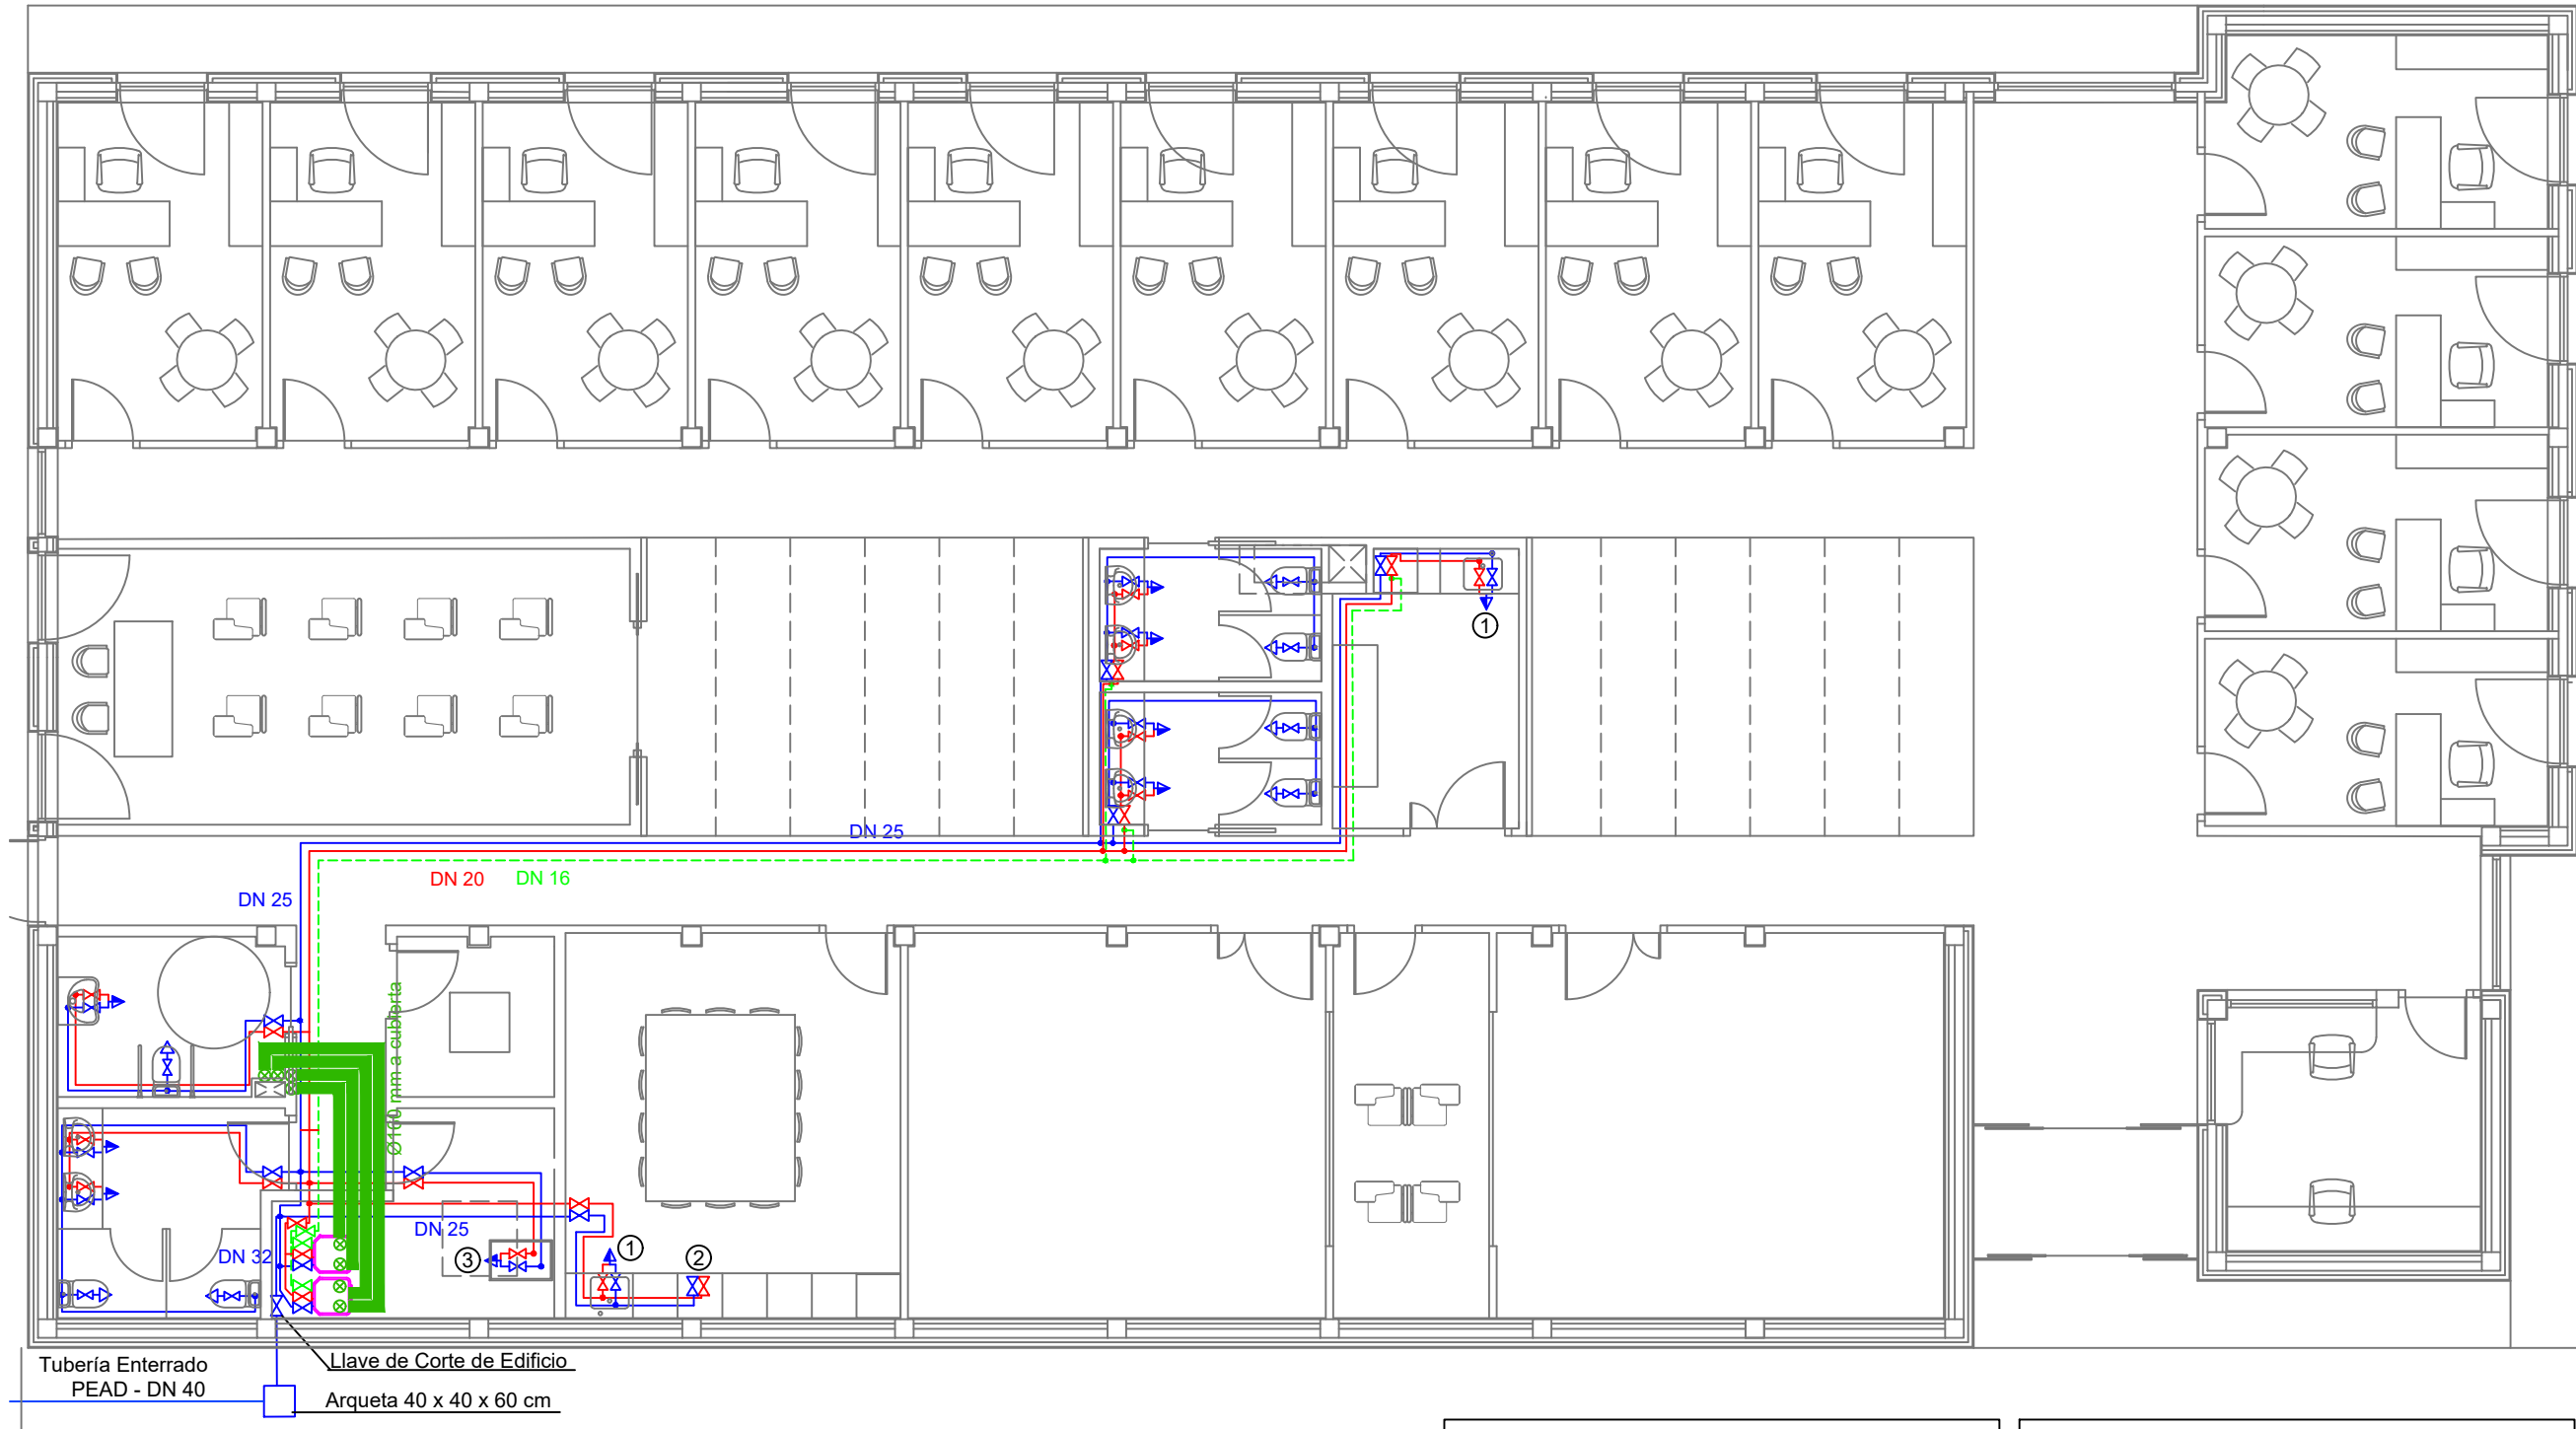 ①
DN 25
DN 20
DN 16
DN 25
Ø160 mm a cubierta
DN 25
DN 32
③
①
②
Llave de Corte de Edificio
Tubería Enterrado
PEAD - DN 40
Arqueta 40 x 40 x 60 cm